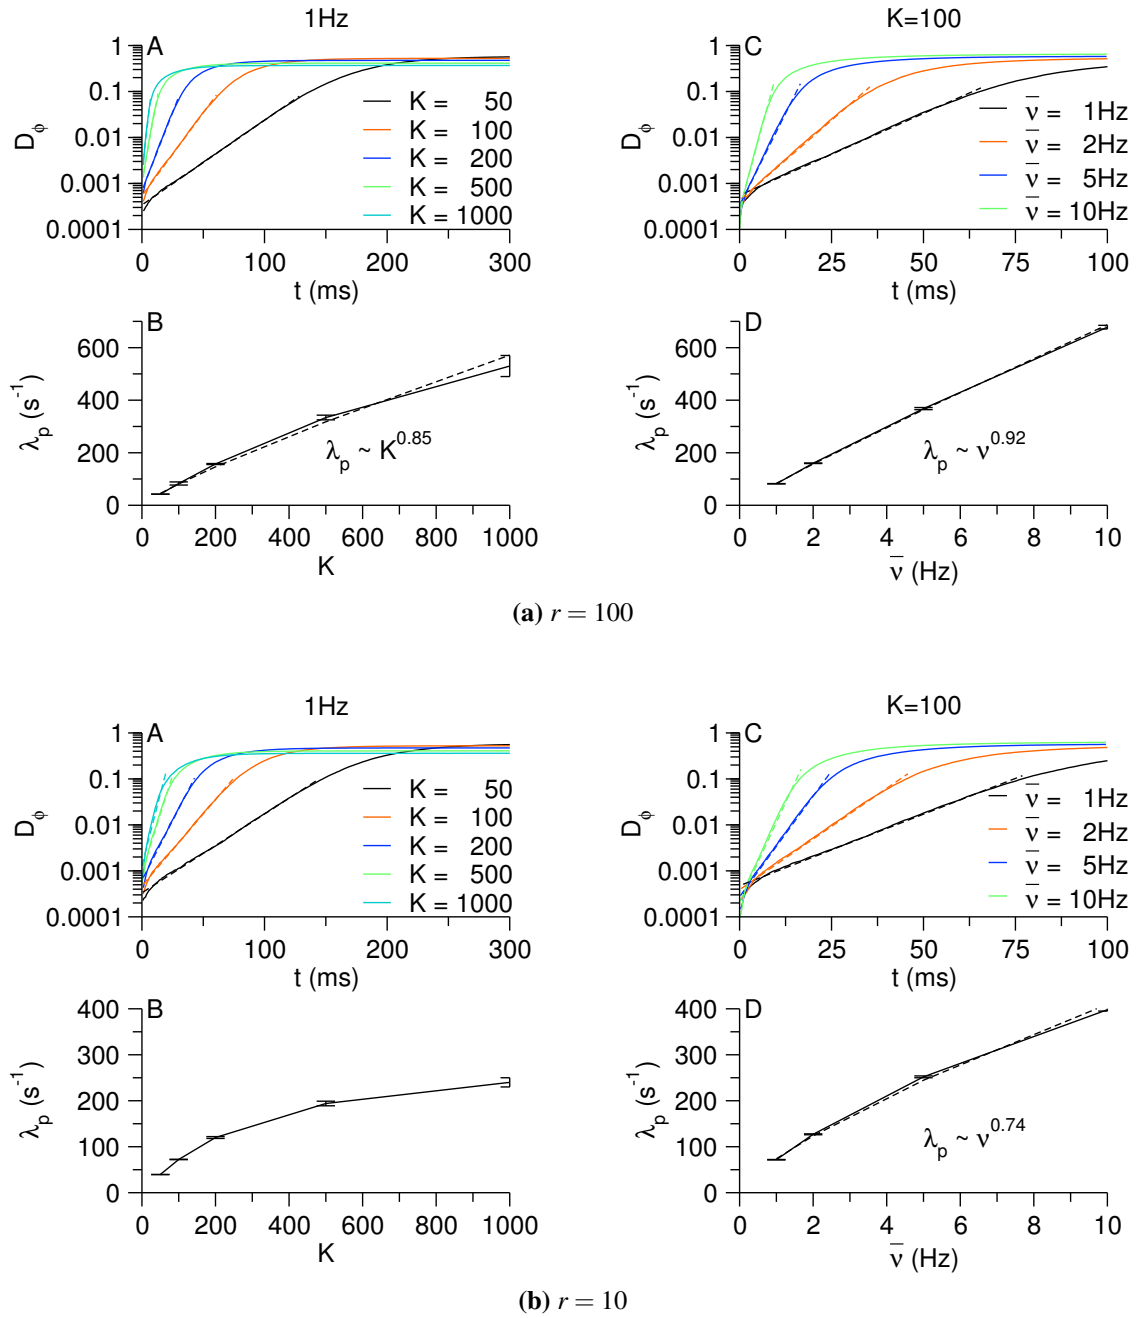 1Hz
A
1
0.1
0.01
0.001
0.0001
D_ϕ
K = 50
K = 100
K = 200
K = 500
K = 1000
0 100 200 300
t (ms)
K=100
C
1
0.1
0.01
0.001
0.0001
D_ϕ
ν̅ = 1Hz
ν̅ = 2Hz
ν̅ = 5Hz
ν̅ = 10Hz
0 25 50 75 100
t (ms)
B
600
400
200
0
λ_p (s^-1)
λ_p ~ K^0.85
0 200 400 600 800 1000
K
D
600
400
200
0
λ_p (s^-1)
λ_p ~ ν^0.92
0 2 4 6 8 10
ν̅ (Hz)
(a) r = 100
1Hz
A
1
0.1
0.01
0.001
0.0001
D_ϕ
K = 50
K = 100
K = 200
K = 500
K = 1000
0 100 200 300
t (ms)
K=100
C
1
0.1
0.01
0.001
0.0001
D_ϕ
ν̅ = 1Hz
ν̅ = 2Hz
ν̅ = 5Hz
ν̅ = 10Hz
0 25 50 75 100
t (ms)
B
400
300
200
100
0
λ_p (s^-1)
0 200 400 600 800 1000
K
D
400
300
200
100
0
λ_p (s^-1)
λ_p ~ ν^0.74
0 2 4 6 8 10
ν̅ (Hz)
(b) r = 10